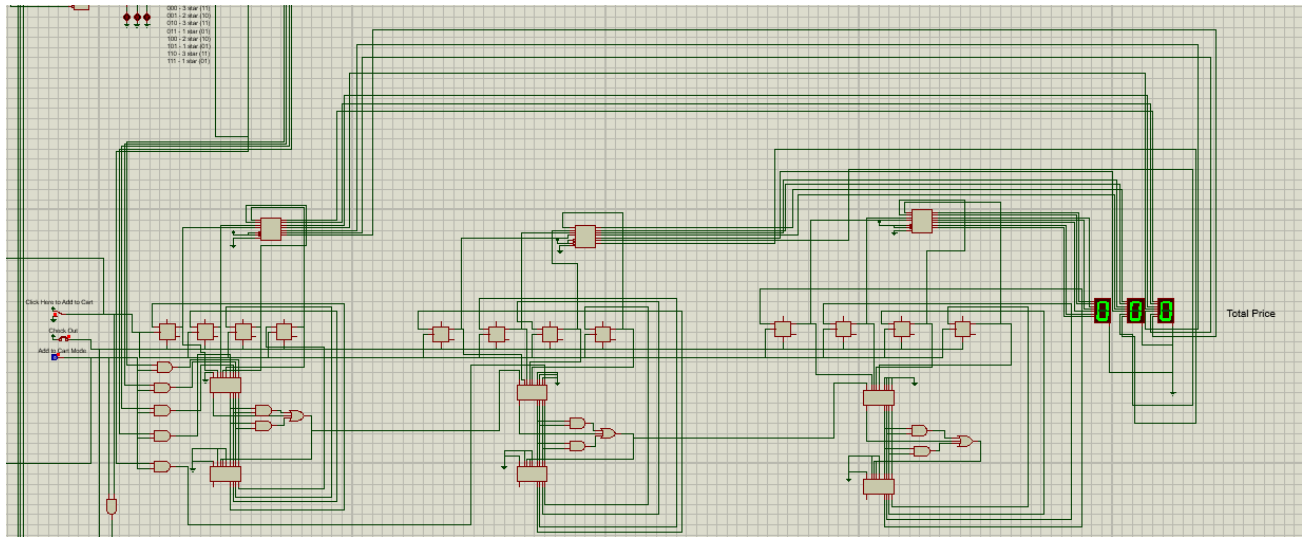 000 - 3 star (11)
001 - 2 star (10)
010 - 3 star (11)
011 - 1 star (01)
100 - 2 star (10)
101 - 1 star (01)
110 - 3 star (11)
111 - 1 star (01)
Click Here to Add to Cart
Check Out
Add to Cart Mode
000
Total Price